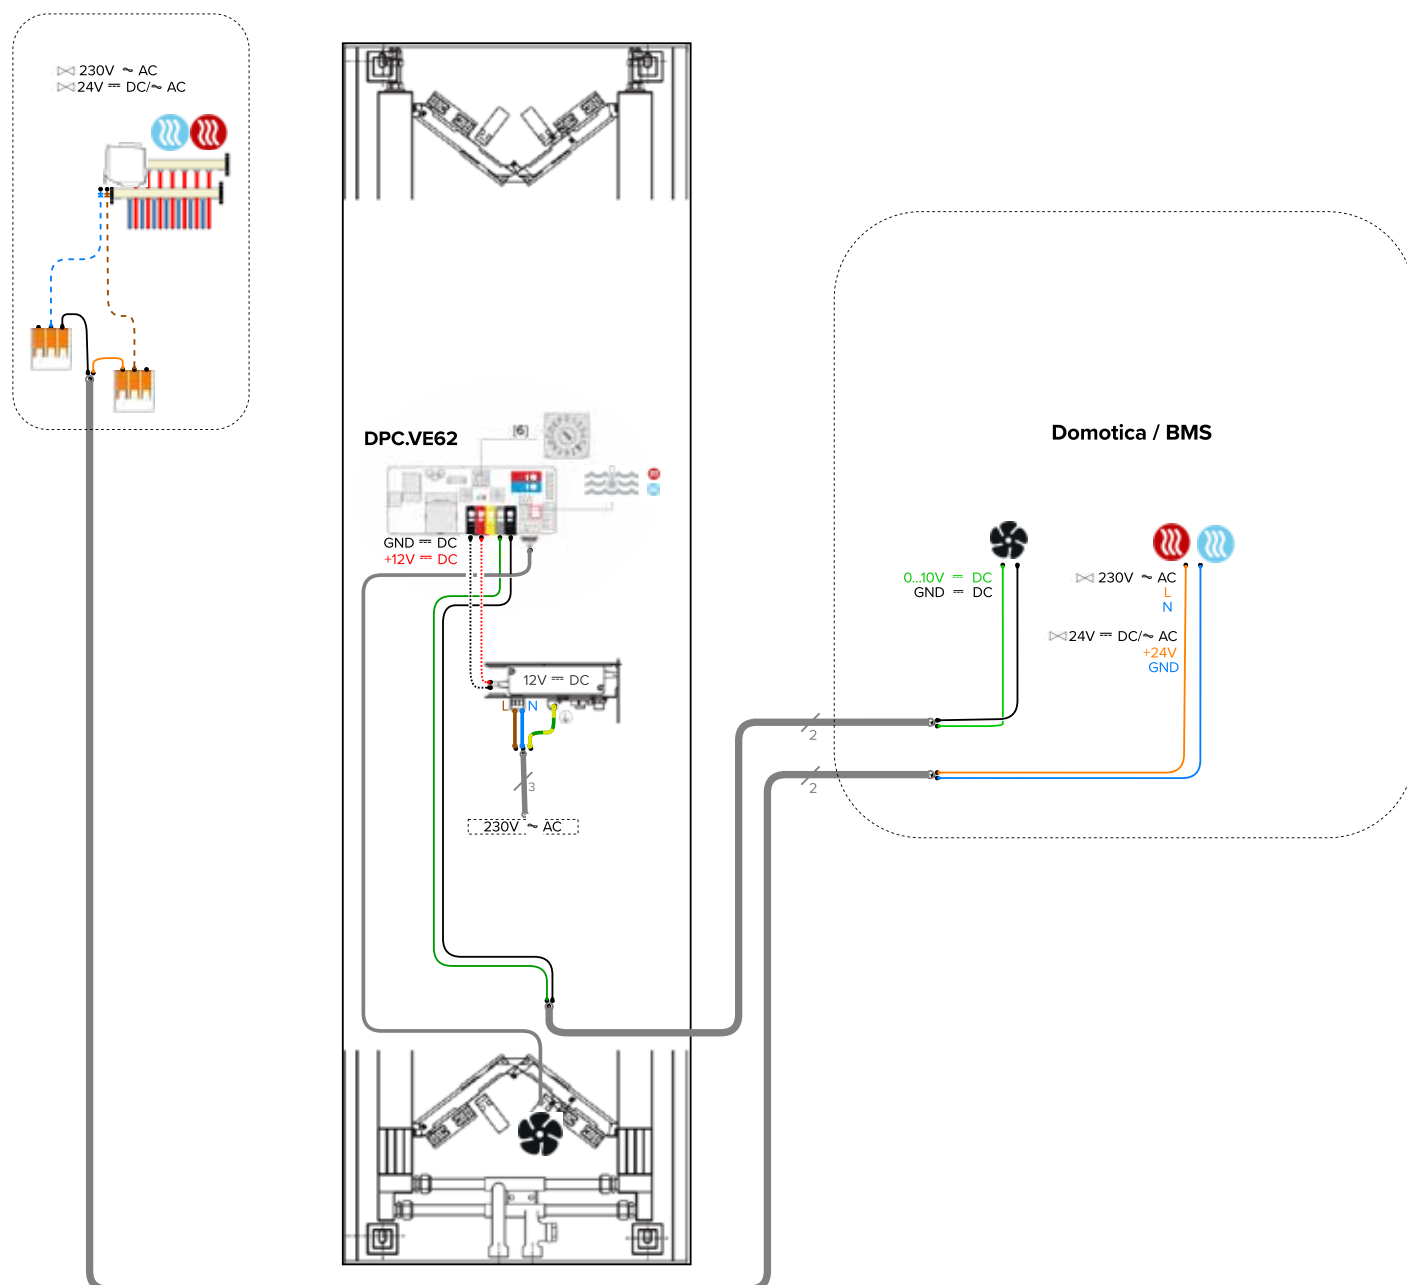 230V ~ AC
24V ⎓ DC/~ AC
DPC.VE62
[6]
GND ⎓ DC
+12V ⎓ DC
12V ⎓ DC
L
N
3
230V ~ AC
Domotica / BMS
0...10V ⎓ DC
GND ⎓ DC
230V ~ AC
L
N
24V ⎓ DC/~ AC
+24V
GND
2
2